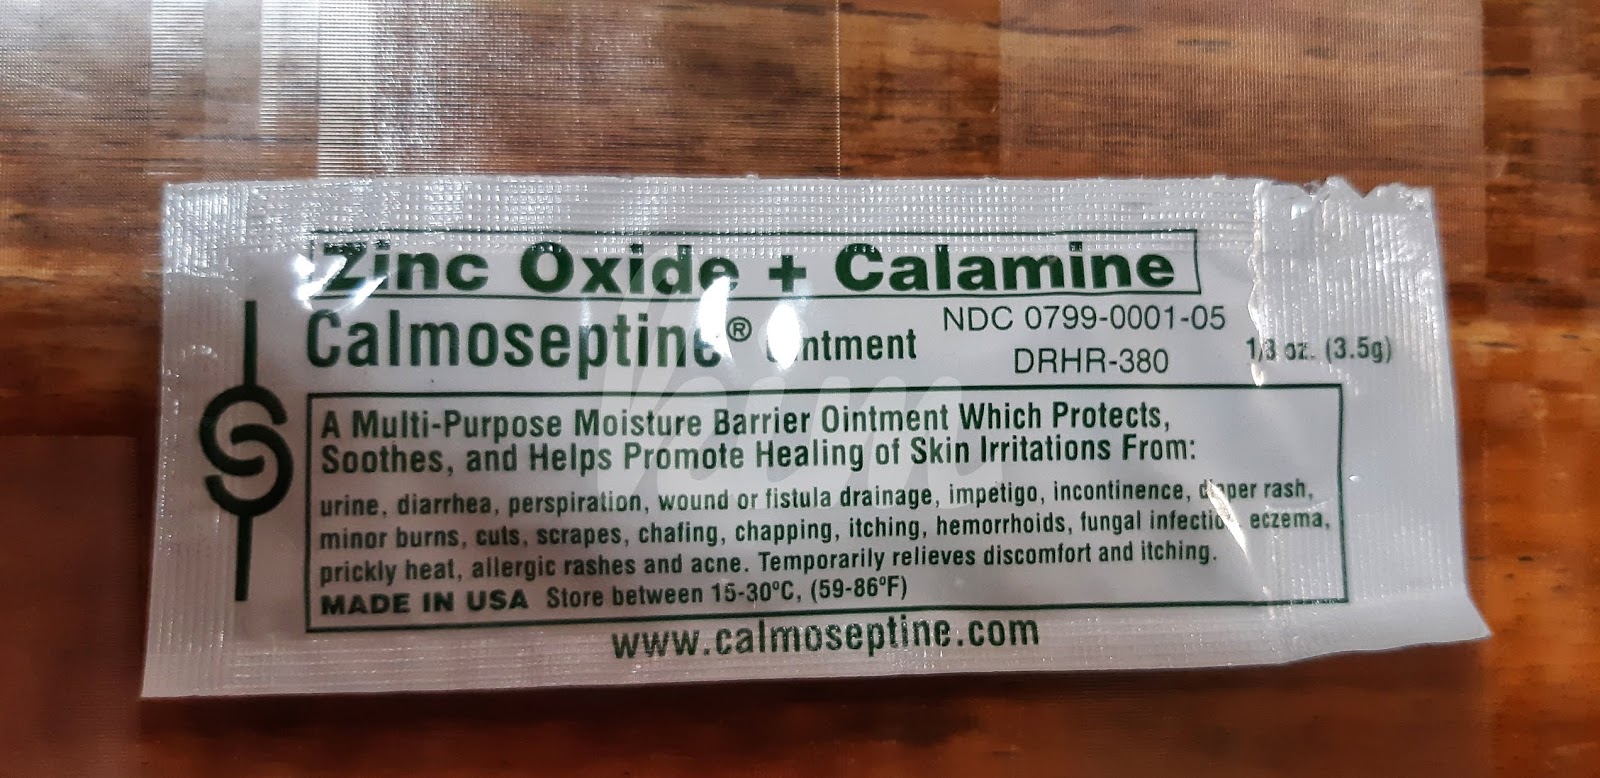 Zinc Oxide + Calamine
Calmoseptine® Ointment
NDC 0799-0001-05
DRHR-380
1/8 oz. (3.5g)
A Multi-Purpose Moisture Barrier Ointment Which Protects,
Soothes, and Helps Promote Healing of Skin Irritations From:
urine, diarrhea, perspiration, wound or fistula drainage, impetigo, incontinence, diaper rash,
minor burns, cuts, scrapes, chafing, chapping, itching, hemorrhoids, fungal infection, eczema,
prickly heat, allergic rashes and acne. Temporarily relieves discomfort and itching.
MADE IN USA Store between 15-30ºC, (59-86ºF)
www.calmoseptine.com